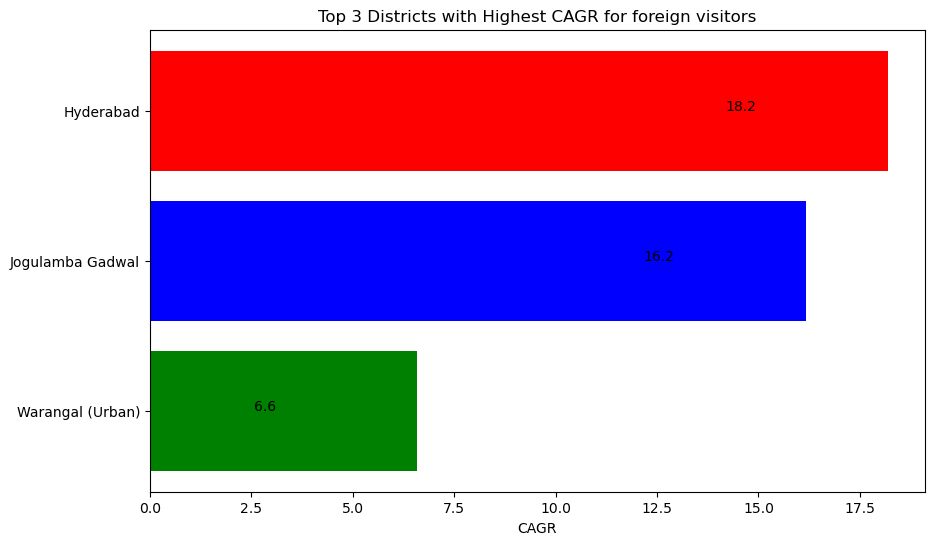 Top 3 Districts with Highest CAGR for foreign visitors
Hyderabad
18.2
Jogulamba Gadwal
16.2
Warangal (Urban)
6.6
0.0 2.5 5.0 7.5 10.0 12.5 15.0 17.5
CAGR